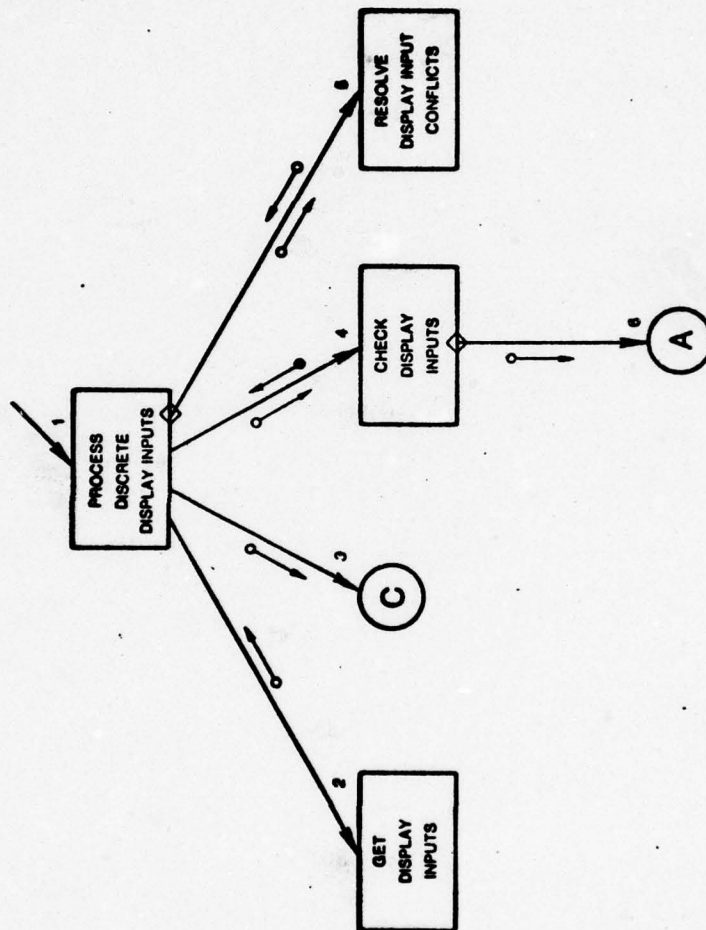 1
PROCESS
DISCRETE
DISPLAY INPUTS
2
GET
DISPLAY
INPUTS
3
C
4
CHECK
DISPLAY
INPUTS
5
RESOLVE
DISPLAY INPUT
CONFLICTS
6
A